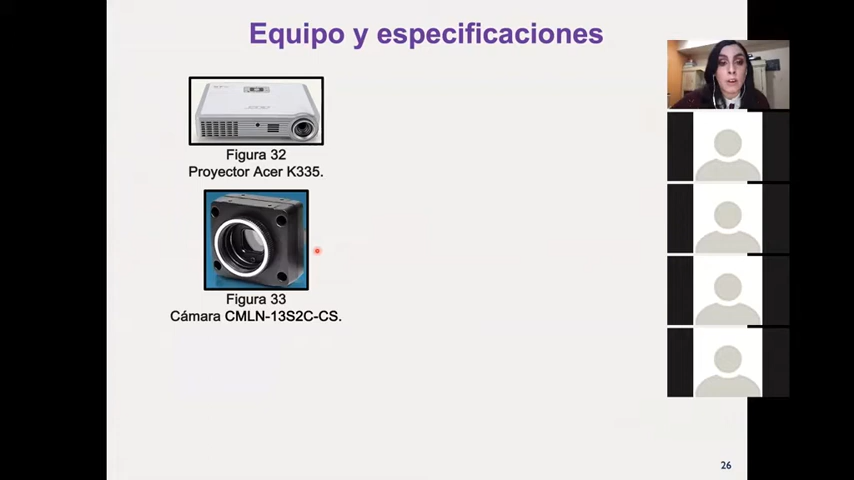 Equipo y especificaciones
Figura 32
Proyector Acer K335.
Figura 33
Cámara CMLN-13S2C-CS.
26